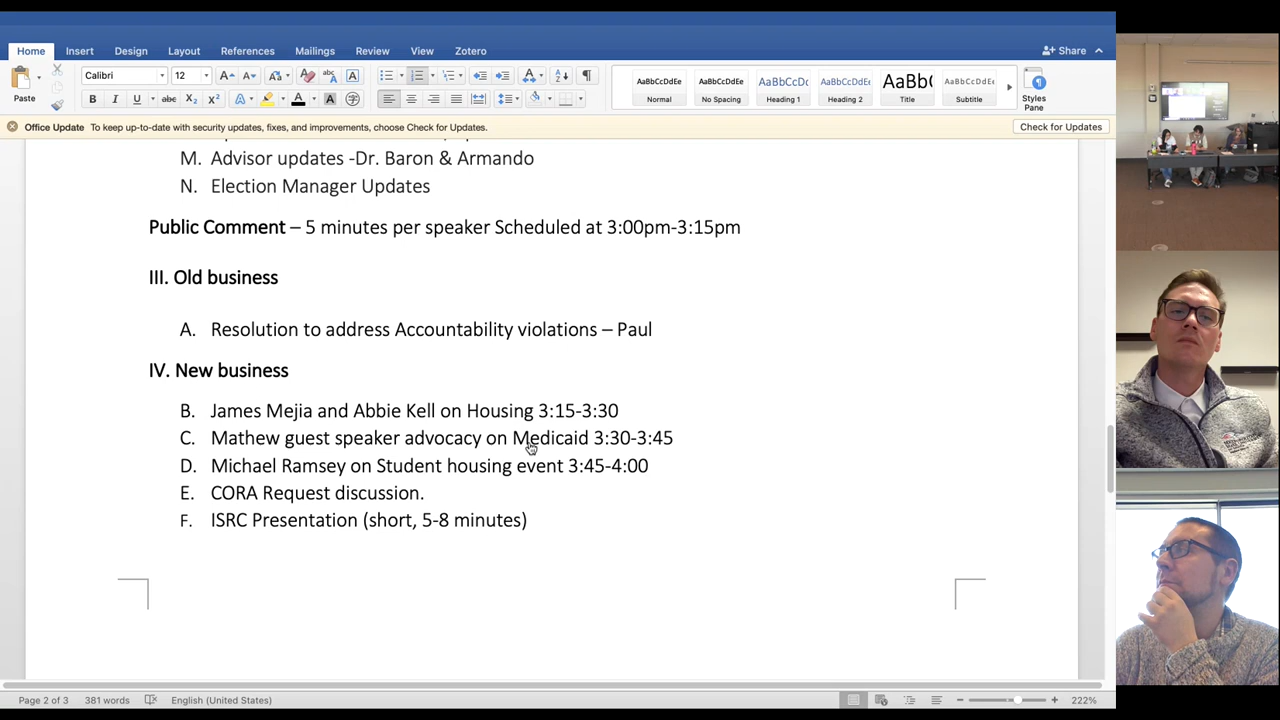 Home Insert Design Layout References Mailings Review View Zotero Share
Paste Calibri 12
AaBbCcDdEe AaBbCcDdEe AaBbCcDc AaBbCcDdEe AaBb( AaBbCcDdEe
Normal No Spacing Heading 1 Heading 2 Title Subtitle Styles Pane
B I U abc X₂ X²
Office Update To keep up-to-date with security updates, fixes, and improvements, choose Check for Updates. Check for Updates
M. Advisor updates -Dr. Baron & Armando
N. Election Manager Updates
Public Comment – 5 minutes per speaker Scheduled at 3:00pm-3:15pm
III. Old business
A. Resolution to address Accountability violations – Paul
IV. New business
B. James Mejia and Abbie Kell on Housing 3:15-3:30
C. Mathew guest speaker advocacy on Medicaid 3:30-3:45
D. Michael Ramsey on Student housing event 3:45-4:00
E. CORA Request discussion.
F. ISRC Presentation (short, 5-8 minutes)
Page 2 of 3 381 words English (United States) 222%